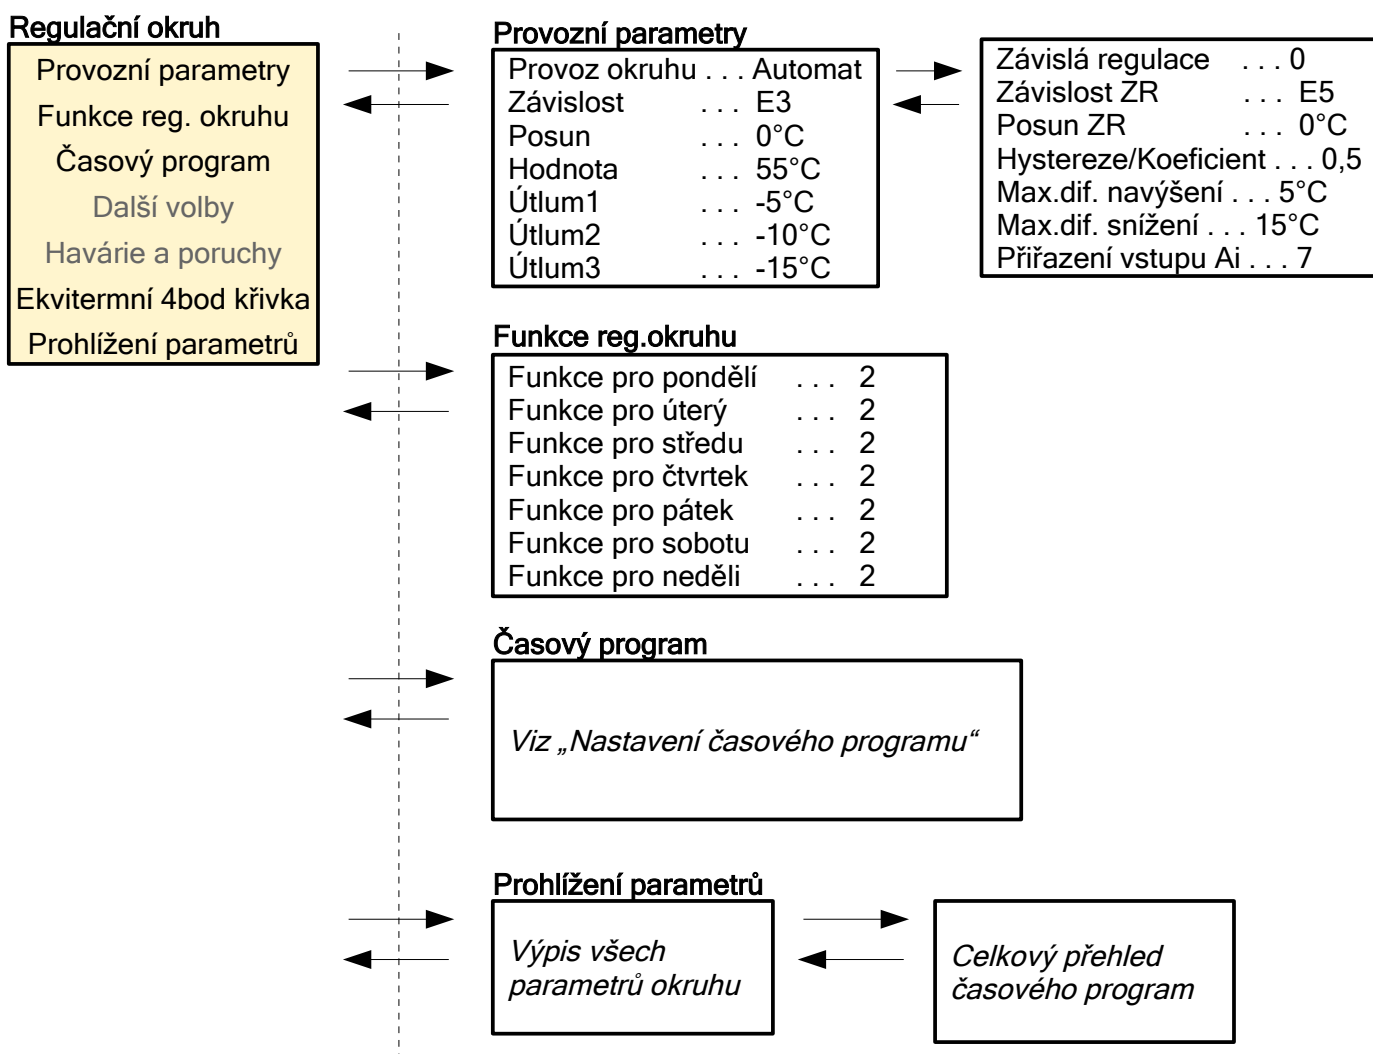 Regulační okruh
Provozní parametry
Funkce reg. okruhu
Časový program
Další volby
Havárie a poruchy
Ekvitermní 4bod křivka
Prohlížení parametrů
Provozní parametry
Provoz okruhu . . . Automat
Závislost . . . E3
Posun . . . 0°C
Hodnota . . . 55°C
Útlum1 . . . -5°C
Útlum2 . . . -10°C
Útlum3 . . . -15°C
Závislá regulace . . . 0
Závislost ZR . . . E5
Posun ZR . . . 0°C
Hystereze/Koeficient . . . 0,5
Max.dif. navýšení . . . 5°C
Max.dif. snížení . . . 15°C
Přiřazení vstupu Ai . . . 7
Funkce reg.okruhu
Funkce pro pondělí . . . 2
Funkce pro úterý . . . 2
Funkce pro středu . . . 2
Funkce pro čtvrtek . . . 2
Funkce pro pátek . . . 2
Funkce pro sobotu . . . 2
Funkce pro neděli . . . 2
Časový program
Viz „Nastavení časového programu“
Prohlížení parametrů
Výpis všech
parametrů okruhu
Celkový přehled
časového program